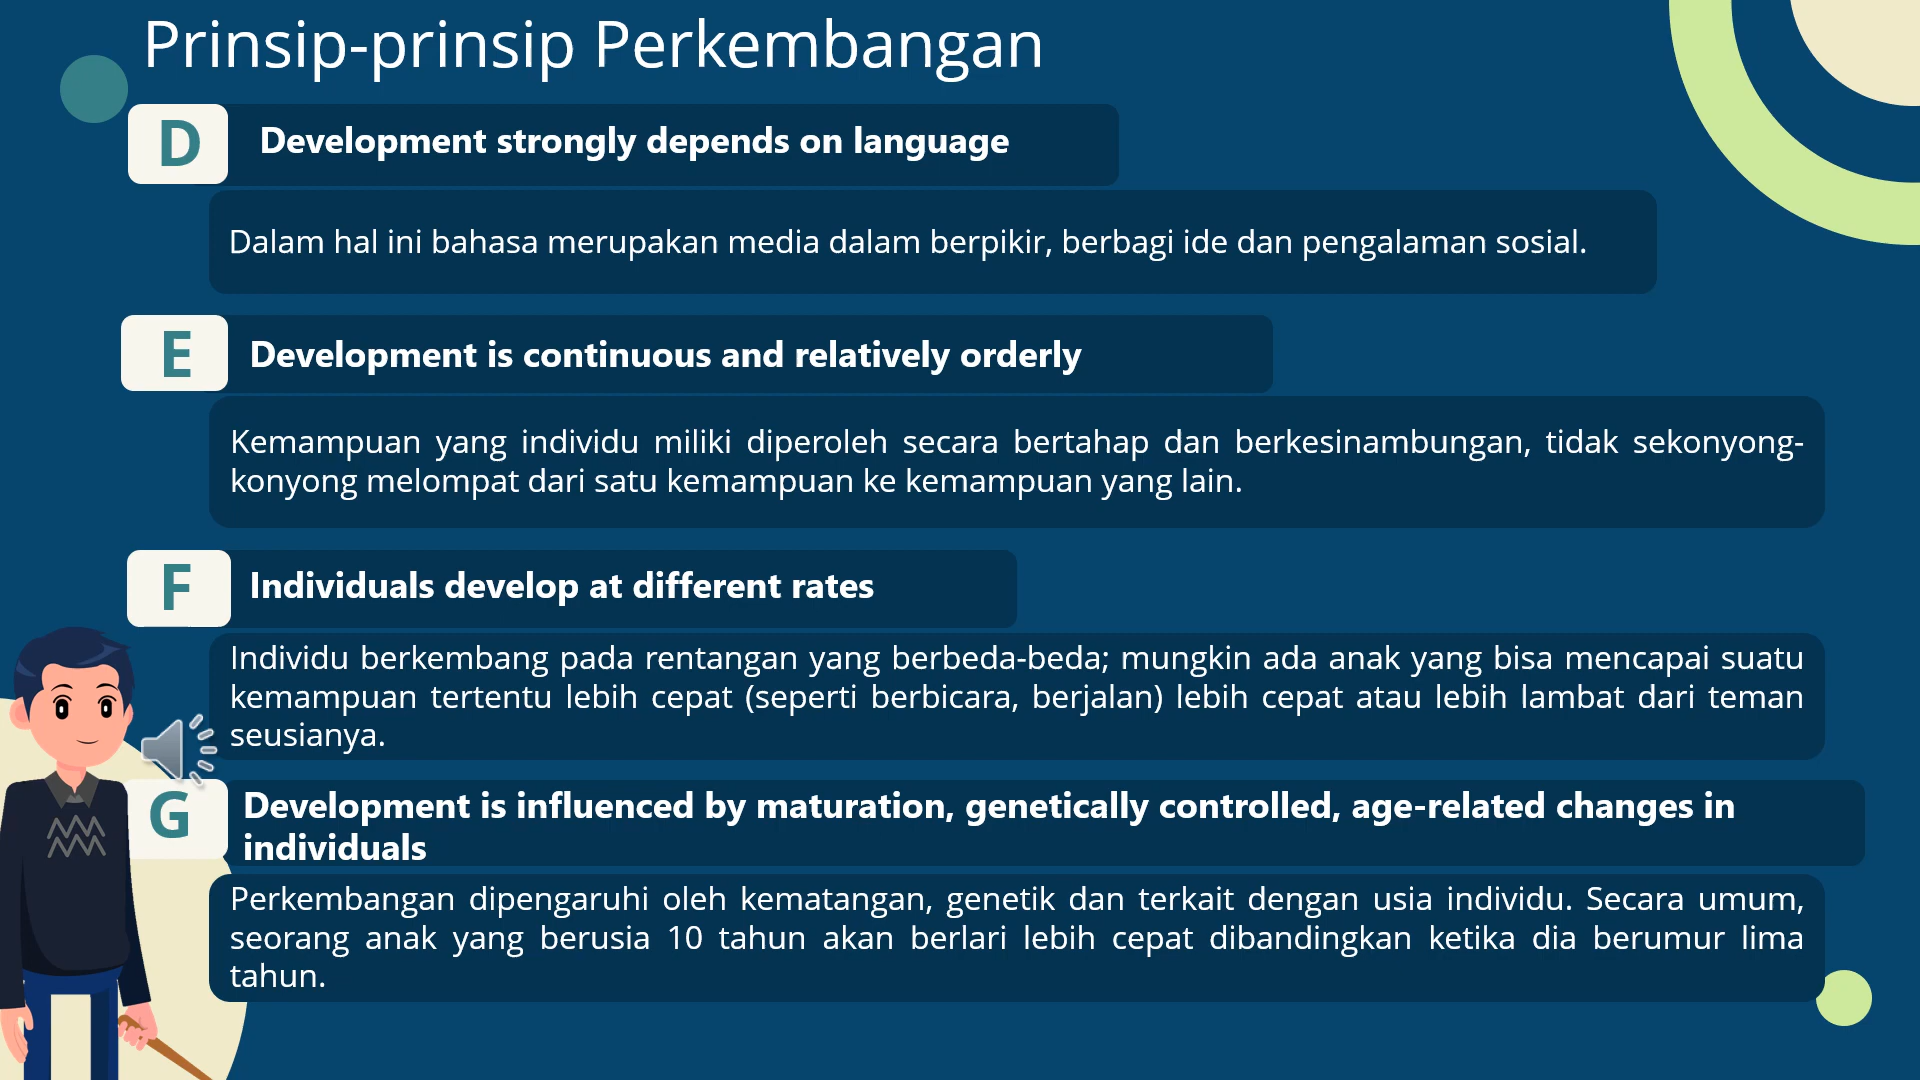 Prinsip-prinsip Perkembangan
D
Development strongly depends on language
Dalam hal ini bahasa merupakan media dalam berpikir, berbagi ide dan pengalaman sosial.
E
Development is continuous and relatively orderly
Kemampuan yang individu miliki diperoleh secara bertahap dan berkesinambungan, tidak sekonyong-
konyong melompat dari satu kemampuan ke kemampuan yang lain.
F
Individuals develop at different rates
Individu berkembang pada rentangan yang berbeda-beda; mungkin ada anak yang bisa mencapai suatu
kemampuan tertentu lebih cepat (seperti berbicara, berjalan) lebih cepat atau lebih lambat dari teman
seusianya.
G
Development is influenced by maturation, genetically controlled, age-related changes in
individuals
Perkembangan dipengaruhi oleh kematangan, genetik dan terkait dengan usia individu. Secara umum,
seorang anak yang berusia 10 tahun akan berlari lebih cepat dibandingkan ketika dia berumur lima
tahun.